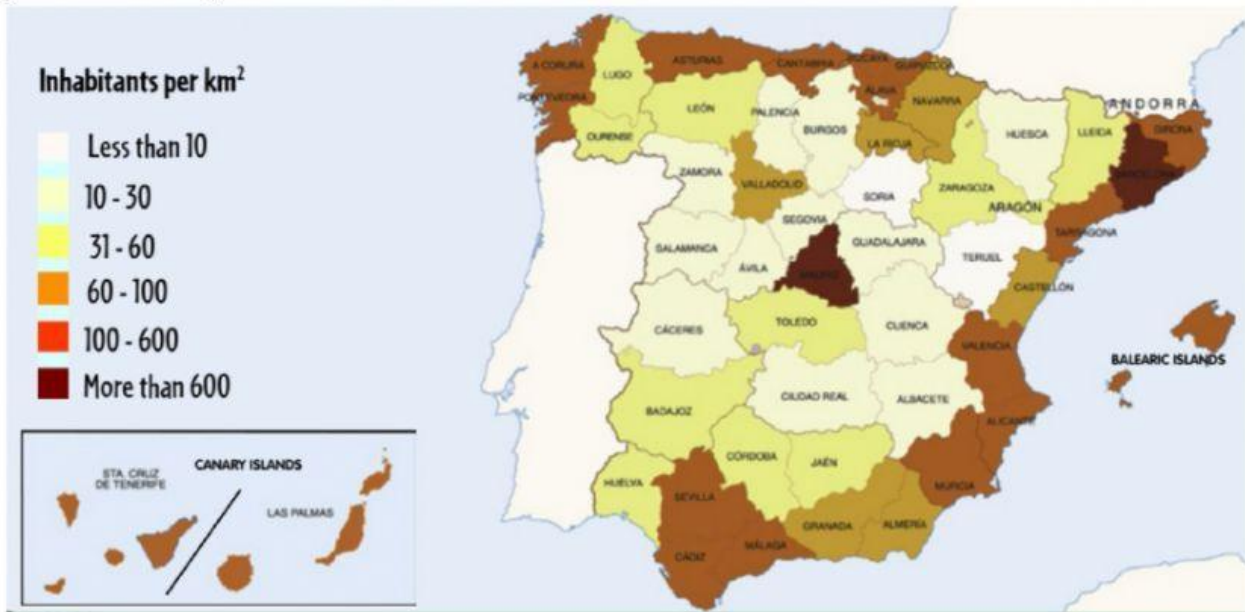 Inhabitants per km²
Less than 10
10 - 30
31 - 60
60 - 100
100 - 600
More than 600
CANARY ISLANDS
STA. CRUZ
DE TENERIFE
LAS PALMAS
A CORUÑA
LUGO
ASTURIAS
CANTABRIA
VIZCAYA
GUIPUZCOA
PONTEVEDRA
OURENSE
LEÓN
PALENCIA
BURGOS
ALAVA
NAVARRA
LA RIOJA
HUESCA
LLEIDA
ANDORRA
GIRONA
BARCELONA
ZAMORA
VALLADOLID
SORIA
ZARAGOZA
ARAGÓN
TARRAGONA
SALAMANCA
ÁVILA
SEGOVIA
MADRID
GUADALAJARA
TERUEL
CASTELLÓN
CÁCERES
TOLEDO
CUENCA
VALENCIA
BALEARIC ISLANDS
BADAJOZ
CIUDAD REAL
ALBACETE
ALICANTE
HUELVA
SEVILLA
CÓRDOBA
JAÉN
MURCIA
CÁDIZ
MÁLAGA
GRANADA
ALMERÍA